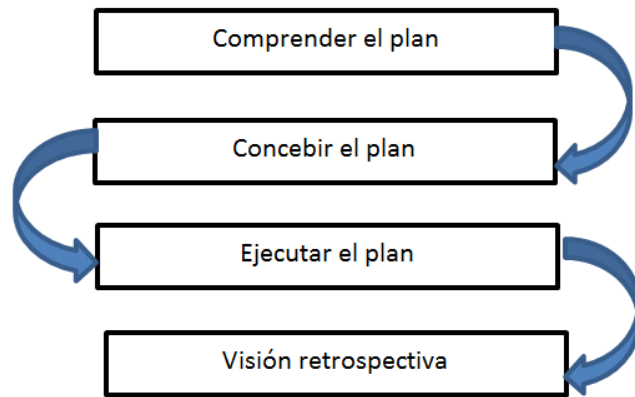 Comprender el plan
Concebir el plan
Ejecutar el plan
Visión retrospectiva